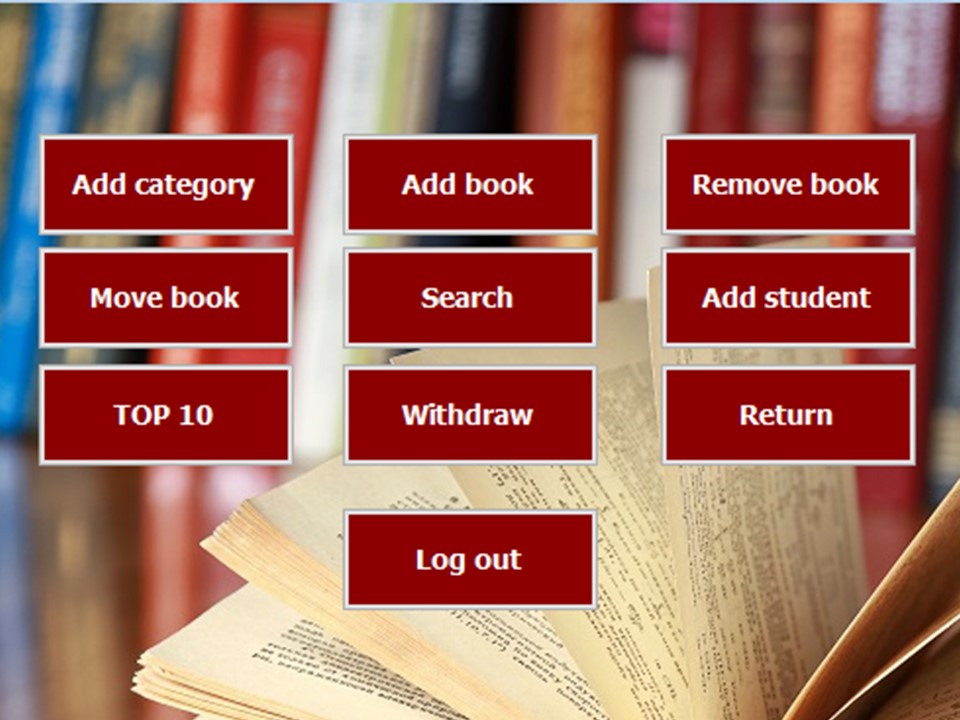 Add category
Add book
Remove book
Move book
Search
Add student
TOP 10
Withdraw
Return
Log out